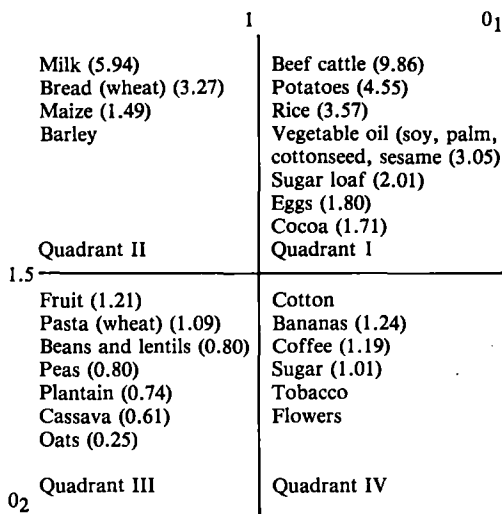 1
0₁
Milk (5.94)
Bread (wheat) (3.27)
Maize (1.49)
Barley
Quadrant II
Beef cattle (9.86)
Potatoes (4.55)
Rice (3.57)
Vegetable oil (soy, palm,
cottonseed, sesame (3.05)
Sugar loaf (2.01)
Eggs (1.80)
Cocoa (1.71)
Quadrant I
1.5
Fruit (1.21)
Pasta (wheat) (1.09)
Beans and lentils (0.80)
Peas (0.80)
Plantain (0.74)
Cassava (0.61)
Oats (0.25)
Quadrant III
Cotton
Bananas (1.24)
Coffee (1.19)
Sugar (1.01)
Tobacco
Flowers
Quadrant IV
0₂